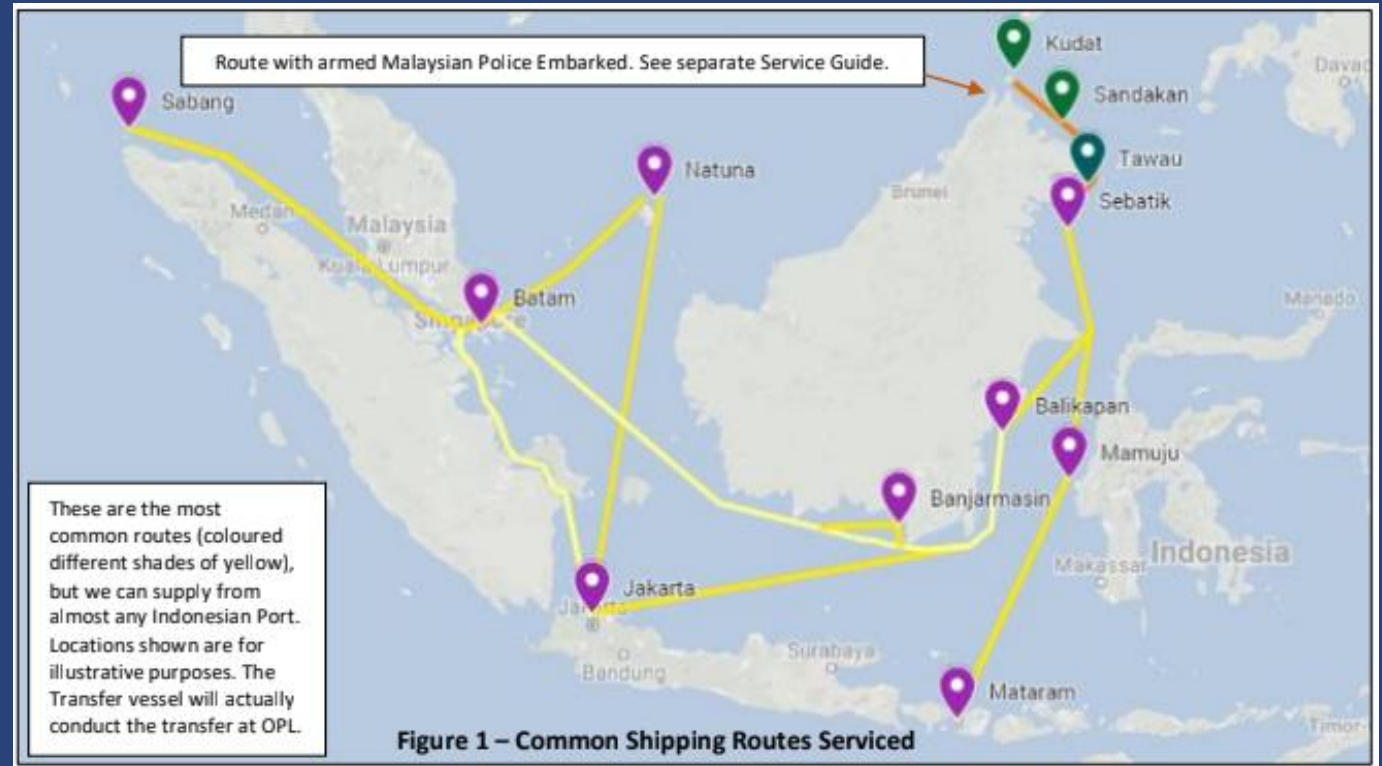 Route with armed Malaysian Police Embarked. See separate Service Guide.
Kudat
Davao
Sabang
Sandakan
Tawau
Natuna
Brunei
Sebatik
Medan
Malaysia
Kuala Lumpur
Batam
Manado
Balikapan
Mamuju
Banjarmasin
Indonesia
Makassar
Jakarta
Surabaya
Bandung
Mataram
Timor-
These are the most
common routes (coloured
different shades of yellow),
but we can supply from
almost any Indonesian Port.
Locations shown are for
illustrative purposes. The
Transfer vessel will actually
conduct the transfer at OPL.
Figure 1 – Common Shipping Routes Serviced